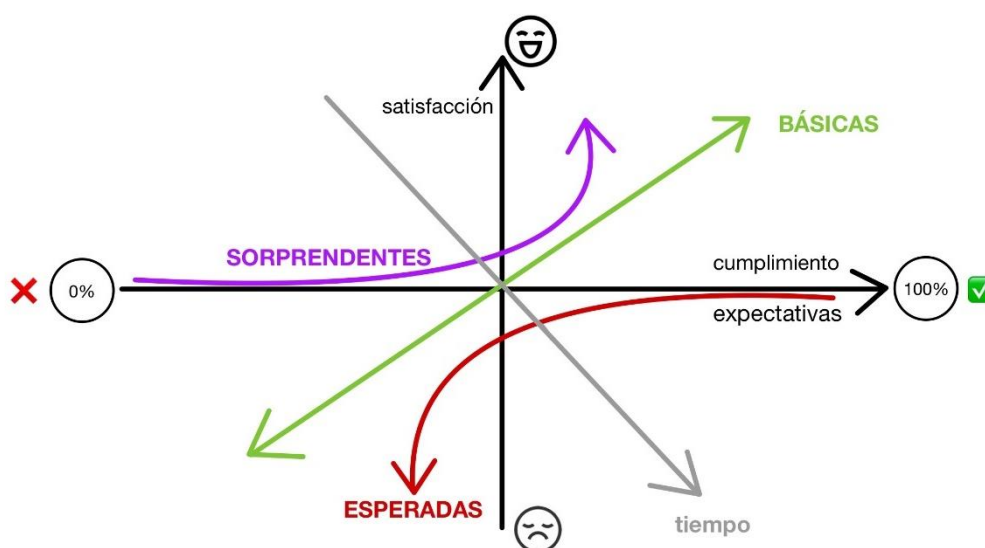 satisfacción
BÁSICAS
SORPRENDENTES
cumplimiento
0%
100%
expectativas
ESPERADAS
tiempo